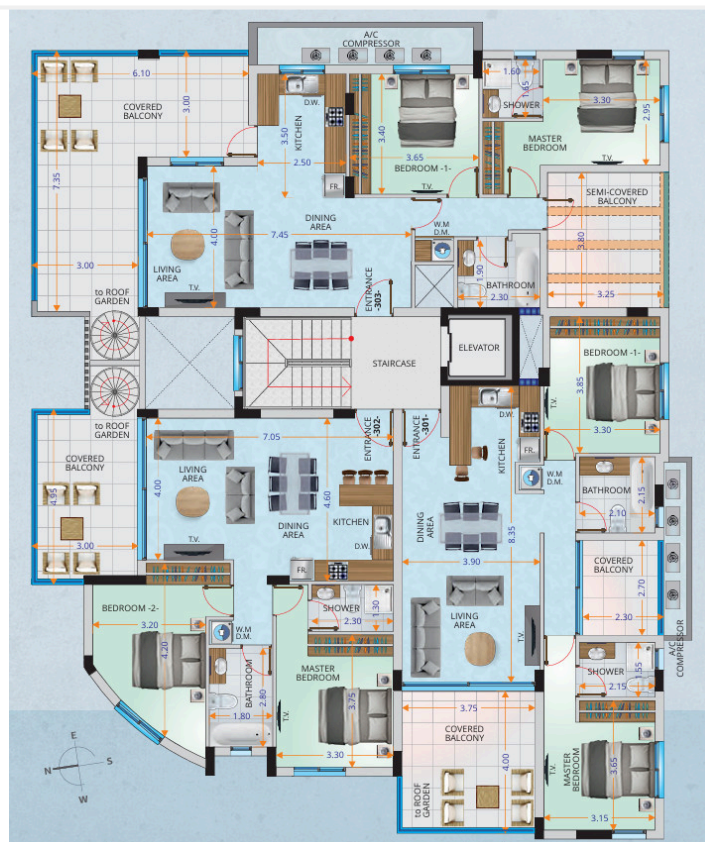 A/C
COMPRESSOR
6.10
COVERED
BALCONY
3.00
7.35
3.00
to ROOF
GARDEN
D.W.
KITCHEN
3.50
2.50
FR.
3.40
3.65
BEDROOM -1-
T.V.
1.60
1.65
SHOWER
MASTER
BEDROOM
3.30
2.95
T.V.
SEMI-COVERED
BALCONY
3.80
3.25
4.00
7.45
DINING
AREA
LIVING
AREA
T.V.
W.M
D.M.
1.90
BATHROOM
2.30
ENTRANCE
-303-
STAIRCASE
ELEVATOR
BEDROOM -1-
3.85
3.30
T.V.
to ROOF
GARDEN
COVERED
BALCONY
4.95
3.00
7.05
LIVING
AREA
4.00
T.V.
DINING
AREA
4.60
KITCHEN
D.W.
FR.
ENTRANCE
-302-
ENTRANCE
-301-
D.W.
KITCHEN
FR.
W.M
D.M.
DINING
AREA
8.35
3.90
LIVING
AREA
T.V.
BATHROOM
2.15
2.10
COVERED
BALCONY
2.70
2.30
A/C
COMPRESSOR
BEDROOM -2-
3.20
4.20
W.M
D.M.
BATHROOM
2.80
1.80
SHOWER
1.30
2.30
MASTER
BEDROOM
3.75
T.V.
3.30
3.75
COVERED
BALCONY
4.00
to ROOF
GARDEN
SHOWER
1.55
2.15
T.V.
MASTER
BEDROOM
3.65
3.15
E
N
S
W